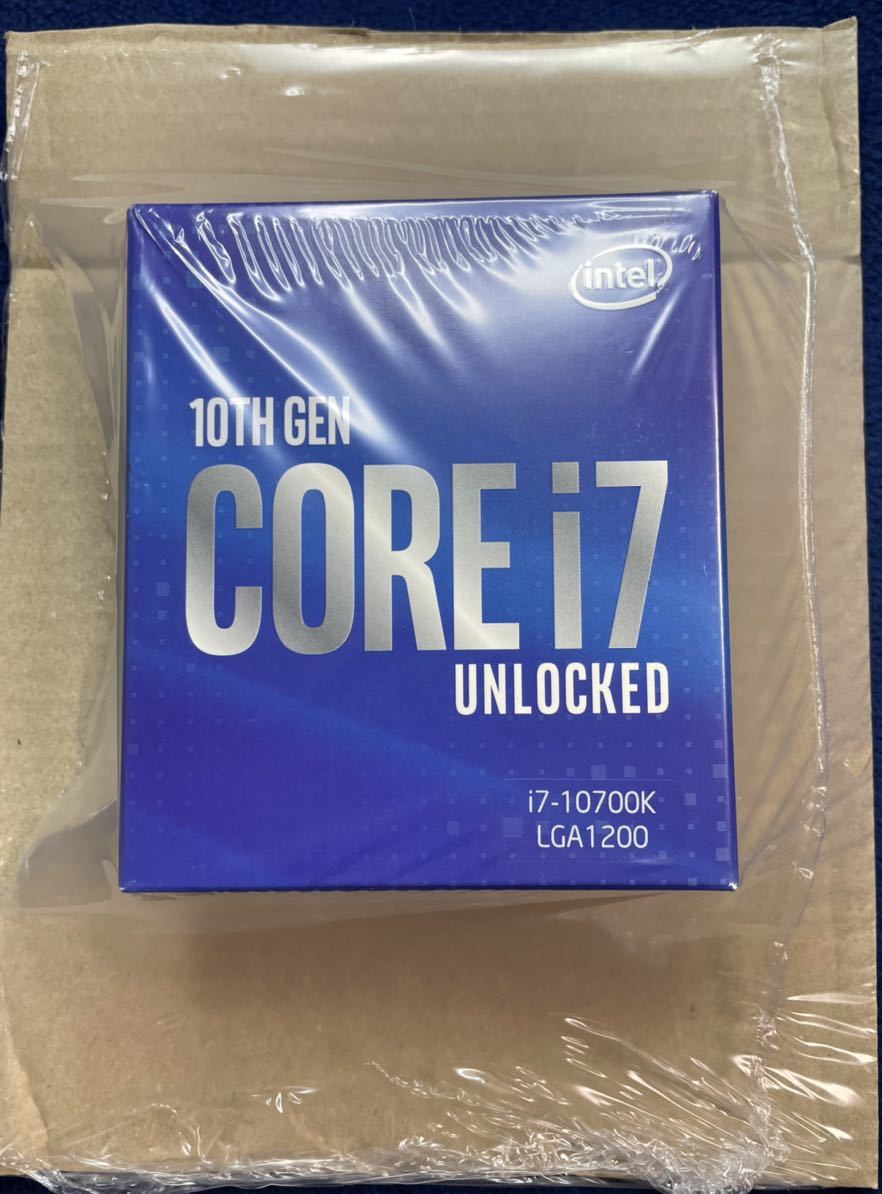 intel
10TH GEN
CORE i7
UNLOCKED
i7-10700K
LGA1200